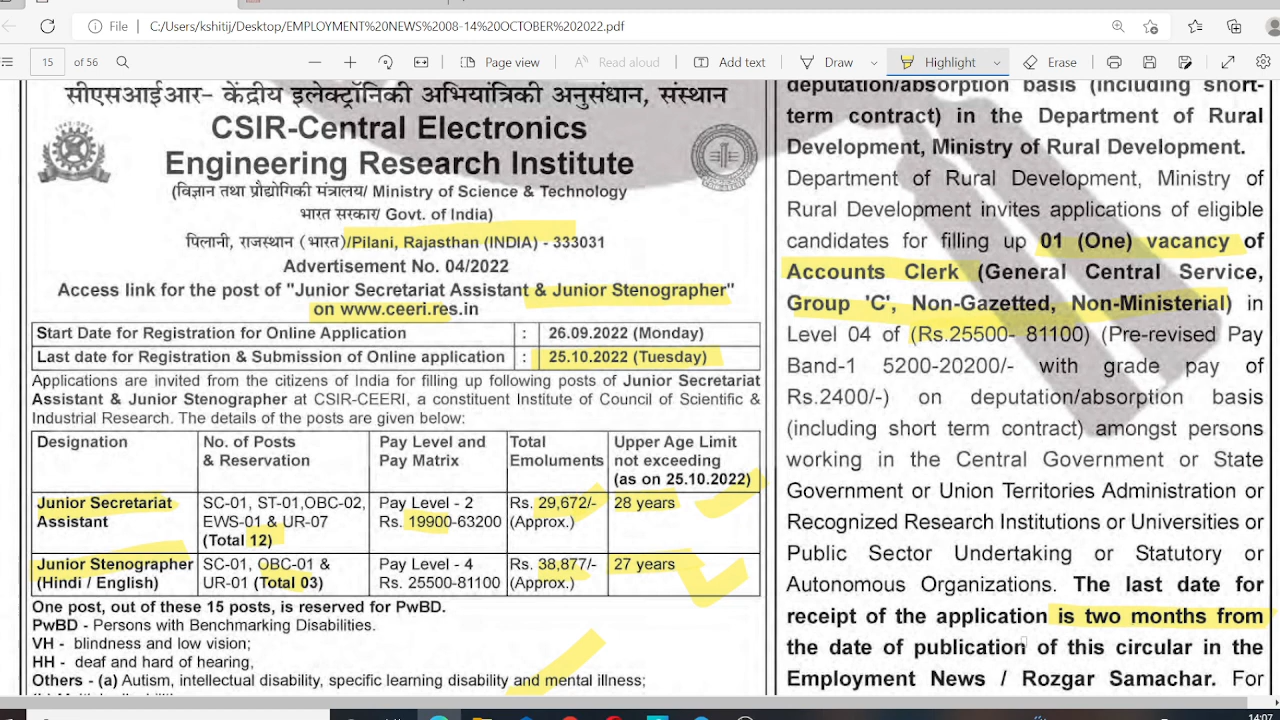 File
C:/Users/kshitij/Desktop/EMPLOYMENT%20NEWS%2008-14%20OCTOBER%202022.pdf
15 of 56
Page view
Read aloud
Add text
Draw
Highlight
Erase
सीएसआईआर- केंद्रीय इलेक्ट्रॉनिकी अभियांत्रिकी अनुसंधान, संस्थान
CSIR-Central Electronics
Engineering Research Institute
(विज्ञान तथा प्रौद्योगिकी मंत्रालय/ Ministry of Science & Technology
भारत सरकार/ Govt. of India)
पिलानी, राजस्थान (भारत)/Pilani, Rajasthan (INDIA) - 333031
Advertisement No. 04/2022
Access link for the post of "Junior Secretariat Assistant & Junior Stenographer"
on www.ceeri.res.in
Start Date for Registration for Online Application : 26.09.2022 (Monday)
Last date for Registration & Submission of Online application : 25.10.2022 (Tuesday)
Applications are invited from the citizens of India for filling up following posts of Junior Secretariat
Assistant & Junior Stenographer at CSIR-CEERI, a constituent Institute of Council of Scientific &
Industrial Research. The details of the posts are given below:
Designation No. of Posts Pay Level and Total Upper Age Limit
& Reservation Pay Matrix Emoluments not exceeding
(as on 25.10.2022)
Junior Secretariat SC-01, ST-01,OBC-02, Pay Level - 2 Rs. 29,672/- 28 years
Assistant EWS-01 & UR-07 Rs. 19900-63200 (Approx.)
(Total 12)
Junior Stenographer SC-01, OBC-01 & Pay Level - 4 Rs. 38,877/- 27 years
(Hindi / English) UR-01 (Total 03) Rs. 25500-81100 (Approx.)
One post, out of these 15 posts, is reserved for PwBD.
PwBD - Persons with Benchmarking Disabilities.
VH - blindness and low vision;
HH - deaf and hard of hearing,
Others - (a) Autism, intellectual disability, specific learning disability and mental illness;
deputation/absorption basis (including short-
term contract) in the Department of Rural
Development, Ministry of Rural Development.
Department of Rural Development, Ministry of
Rural Development invites applications of eligible
candidates for filling up 01 (One) vacancy of
Accounts Clerk (General Central Service,
Group 'C', Non-Gazetted, Non-Ministerial) in
Level 04 of (Rs.25500- 81100) (Pre-revised Pay
Band-1 5200-20200/- with grade pay of
Rs.2400/-) on deputation/absorption basis
(including short term contract) amongst persons
working in the Central Government or State
Government or Union Territories Administration or
Recognized Research Institutions or Universities or
Public Sector Undertaking or Statutory or
Autonomous Organizations. The last date for
receipt of the application is two months from
the date of publication of this circular in the
Employment News / Rozgar Samachar. For
14:07